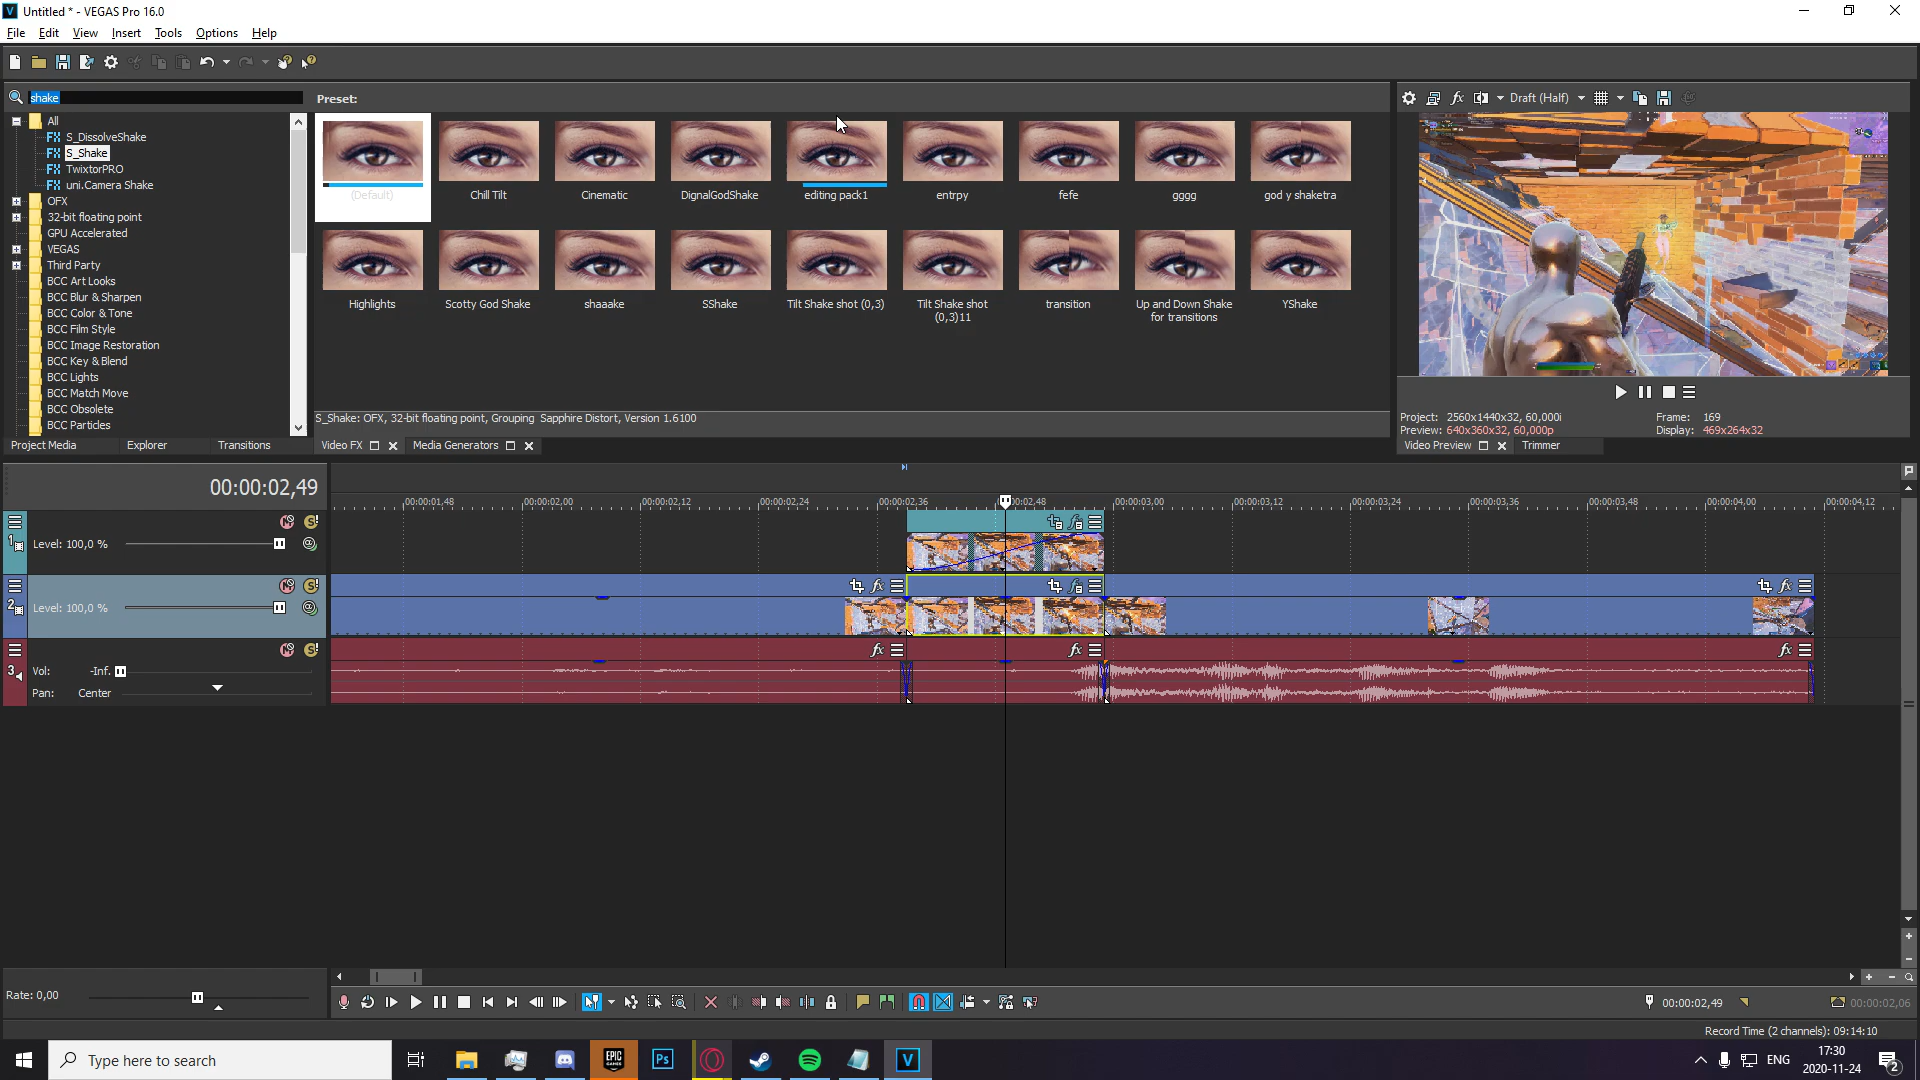 Untitled * - VEGAS Pro 16.0
File Edit View Insert Tools Options Help
shake
Preset:
Draft (Half)
All
S_DissolveShake
S_Shake
TwixtorPRO
uni.Camera Shake
OFX
32-bit floating point
GPU Accelerated
VEGAS
Third Party
BCC Art Looks
BCC Blur & Sharpen
BCC Color & Tone
BCC Film Style
BCC Image Restoration
BCC Key & Blend
BCC Lights
BCC Match Move
BCC Obsolete
BCC Particles
(Default) Chill Tilt Cinematic DignalGodShake editing pack1 entrpy fefe gggg god y shaketra
Highlights Scotty God Shake shaaake SShake Tilt Shake shot (0,3) Tilt Shake shot transition Up and Down Shake YShake
(0,3)11 for transitions
S_Shake: OFX, 32-bit floating point, Grouping Sapphire Distort, Version 1.6100
Project: 2560x1440x32, 60,000i Frame: 169
Preview: 640x360x32, 60,000p Display: 469x264x32
Project Media Explorer Transitions Video FX Media Generators Video Preview Trimmer
00:00:02,49
00:00:01,48 00:00:02,00 00:00:02,12 00:00:02,24 00:00:02,36 00:00:02,48 00:00:03,00 00:00:03,12 00:00:03,24 00:00:03,36 00:00:03,48 00:00:04,00 00:00:04,12
1 Level: 100,0 %
2 Level: 100,0 %
3 Vol: -Inf.
Pan: Center
Rate: 0,00
00:00:02,49 00:00:02,06
Record Time (2 channels): 09:14:10
Type here to search
EPIC GAMES
Ps
V
ENG
17:30
2020-11-24
2